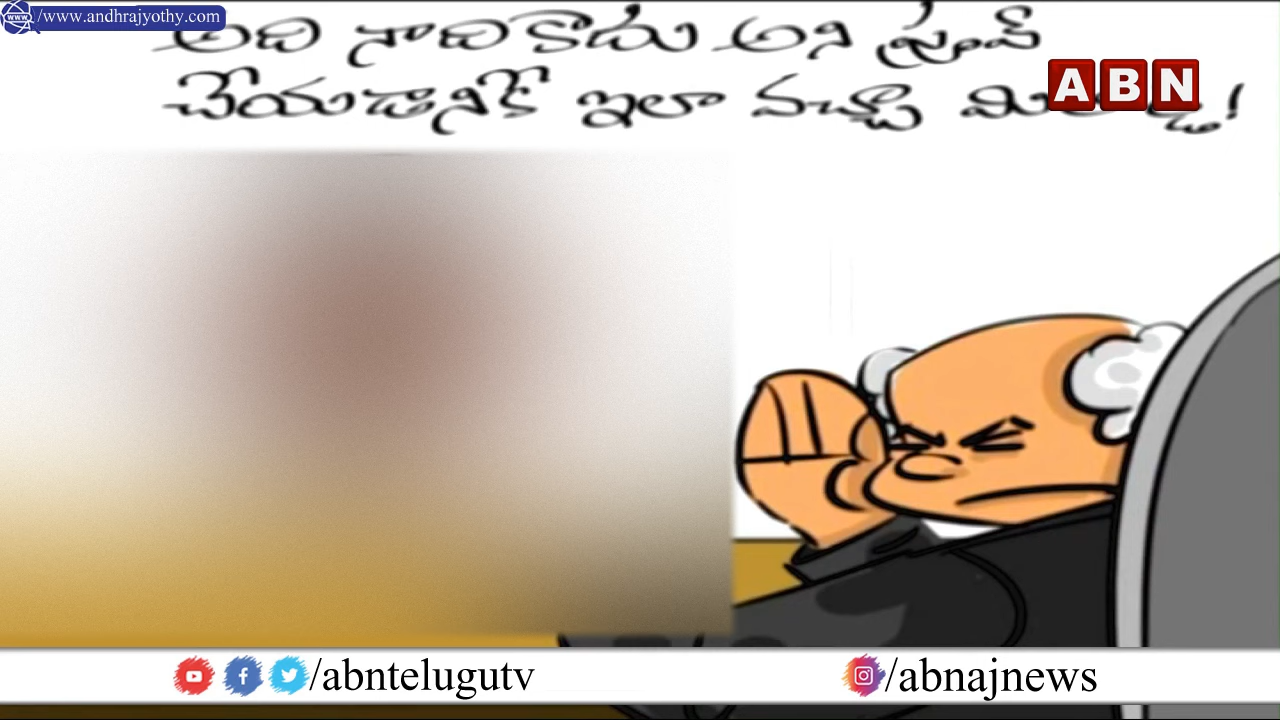 /www.andhrajyothy.com
అది నాది కాదు అని ప్రూవ్
చేయడానికే ఇలా వచ్చా
ABN
/abntelugutv
/abnajnews